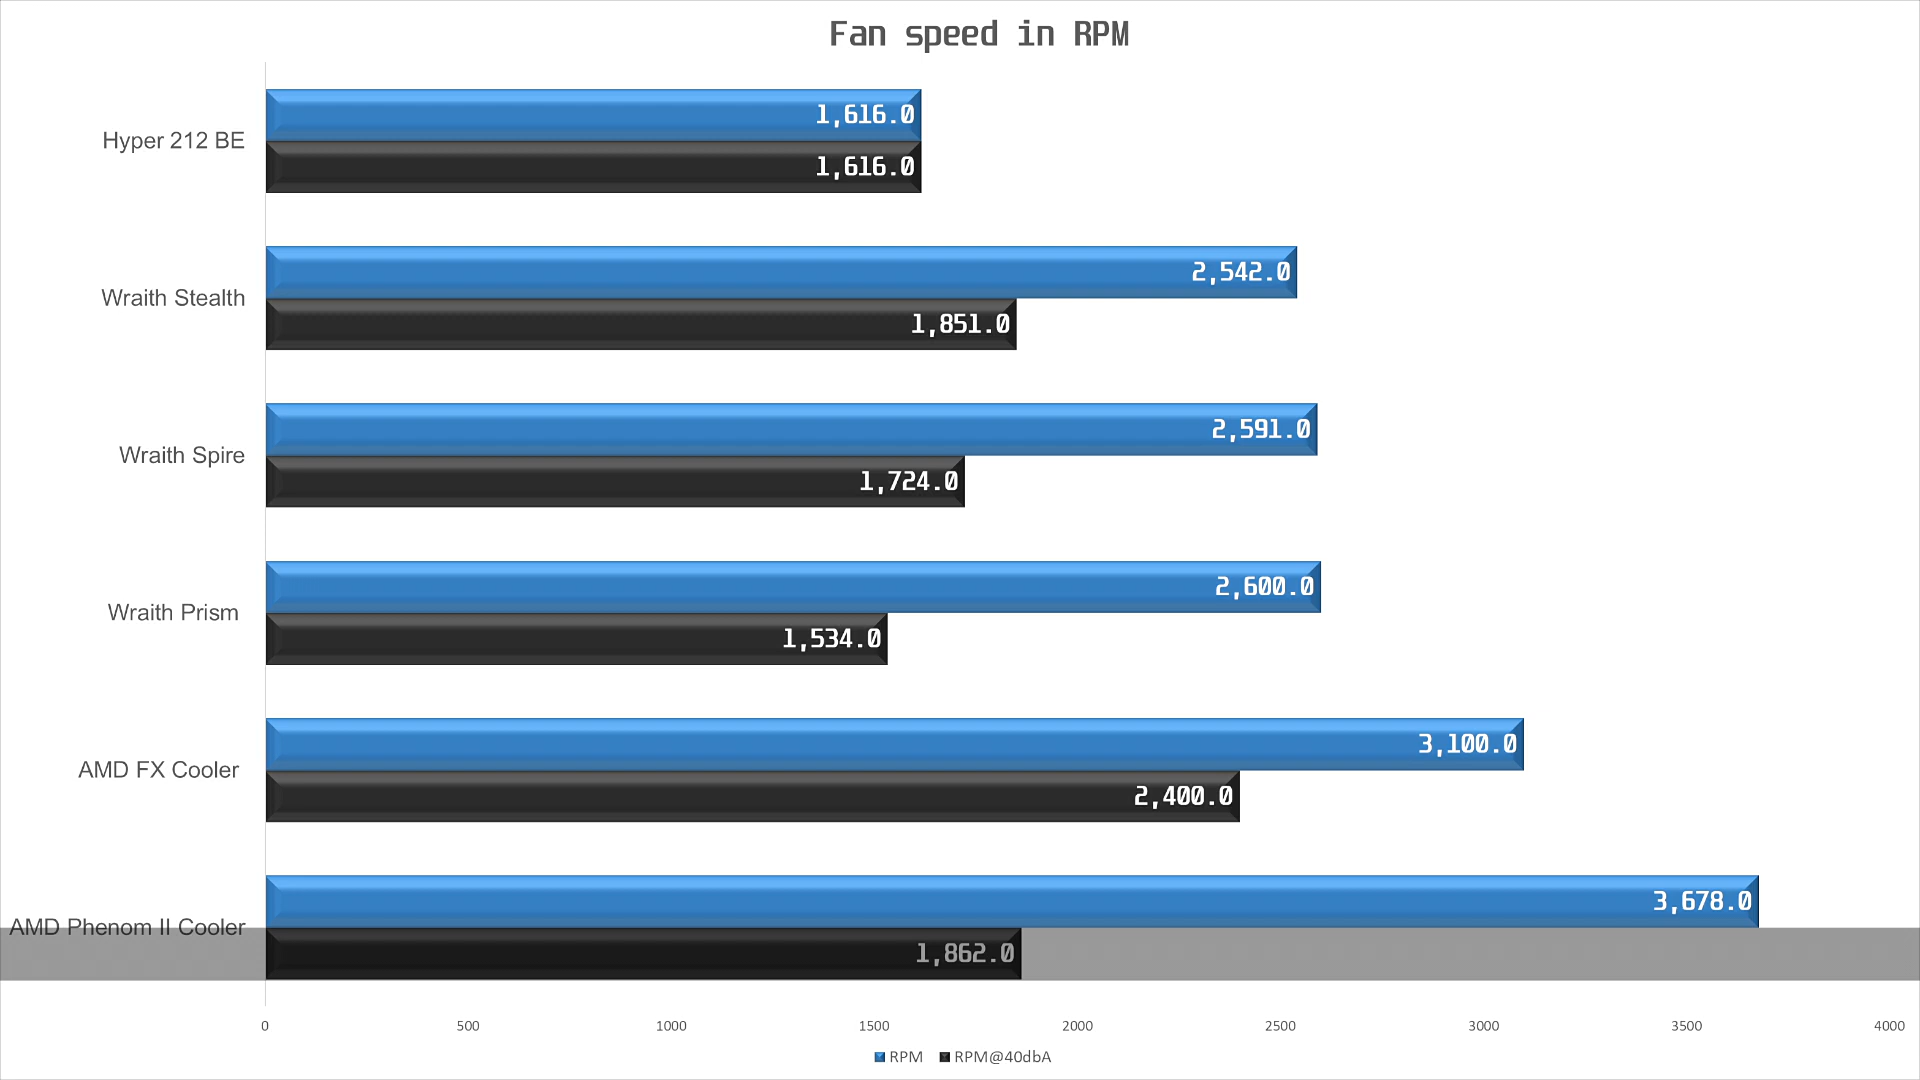 Fan speed in RPM
Hyper 212 BE
1,616.0
1,616.0
Wraith Stealth
2,542.0
1,851.0
Wraith Spire
2,591.0
1,724.0
Wraith Prism
2,600.0
1,534.0
AMD FX Cooler
3,100.0
2,400.0
AMD Phenom II Cooler
3,678.0
1,862.0
0 500 1000 1500 2000 2500 3000 3500 4000
RPM RPM@40dbA